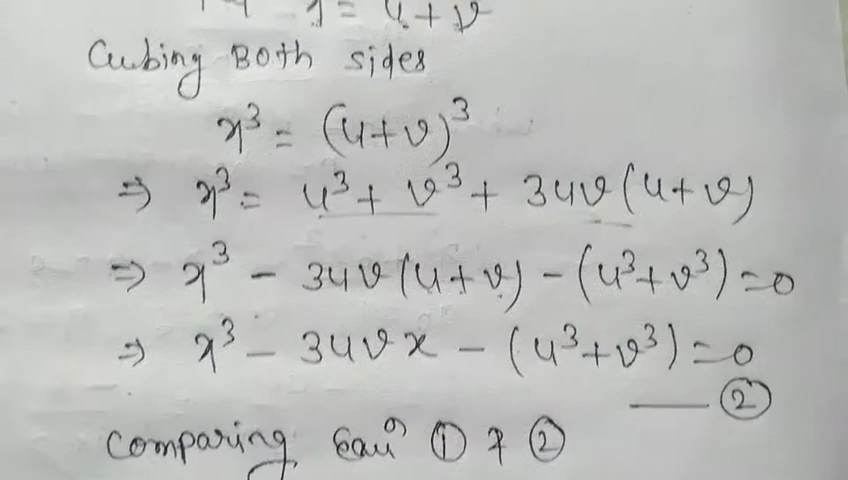 x = u + v
Cubing Both sides
x³ = (u+v)³
⇒ x³ = u³ + v³ + 3uv(u+v)
⇒ x³ - 3uv(u+v) - (u³+v³) = 0
⇒ x³ - 3uvx - (u³+v³) = 0
—— ②
Comparing Equⁿ ① & ②